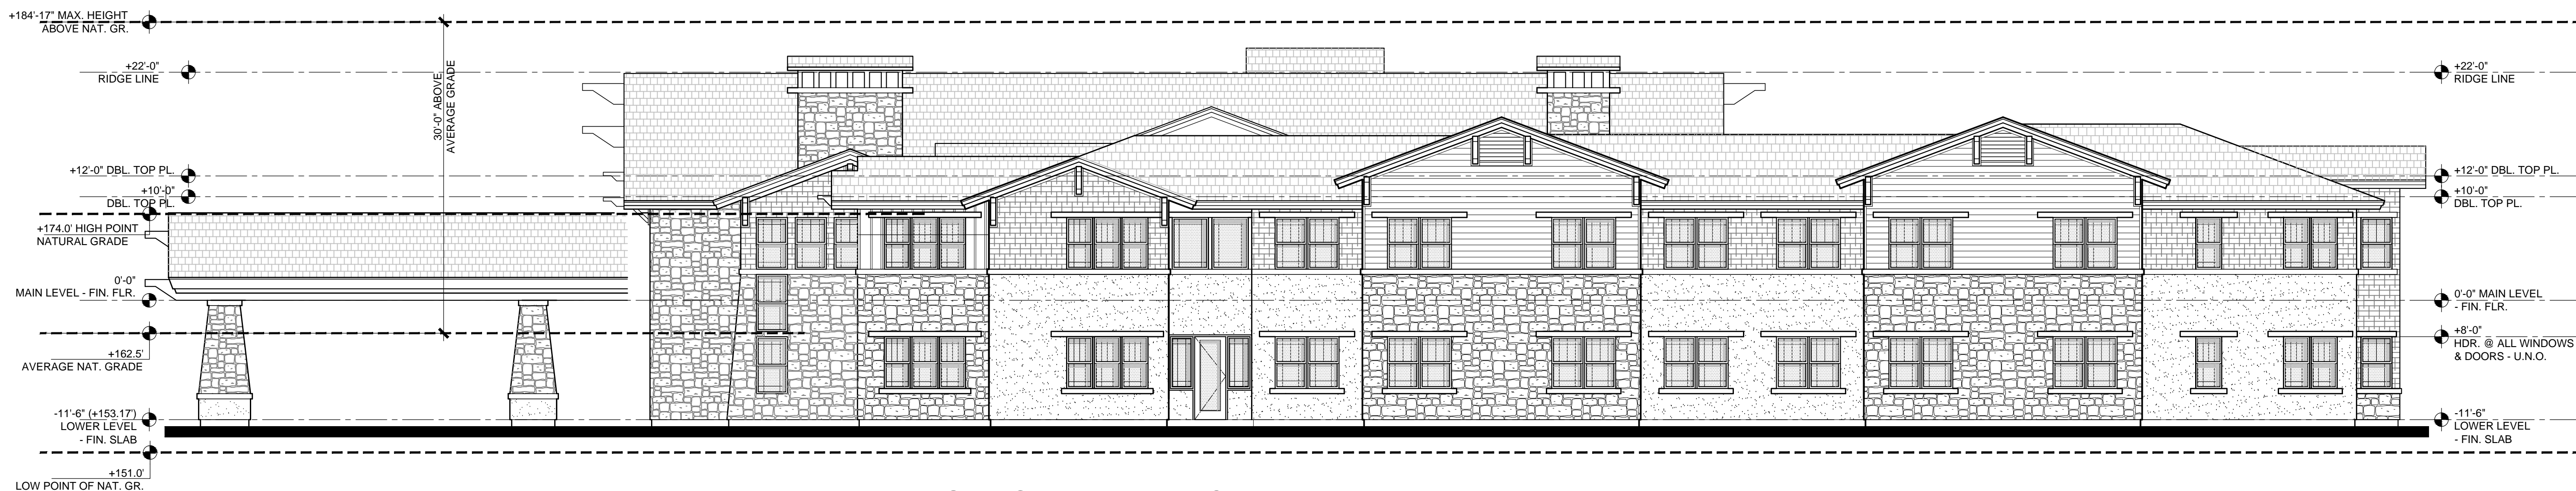 +184'-17" MAX. HEIGHT
ABOVE NAT. GR.
+22'-0"
RIDGE LINE
30'-0" ABOVE
AVERAGE GRADE
+12'-0" DBL. TOP PL.
+10'-0"
DBL. TOP PL.
+174.0' HIGH POINT
NATURAL GRADE
0'-0"
MAIN LEVEL - FIN. FLR.
+162.5'
AVERAGE NAT. GRADE
-11'-6" (+153.17')
LOWER LEVEL
- FIN. SLAB
+151.0'
LOW POINT OF NAT. GR.
+22'-0"
RIDGE LINE
+12'-0" DBL. TOP PL.
+10'-0"
DBL. TOP PL.
0'-0" MAIN LEVEL
- FIN. FLR.
+8'-0"
HDR. @ ALL WINDOWS
& DOORS - U.N.O.
-11'-6"
LOWER LEVEL
- FIN. SLAB